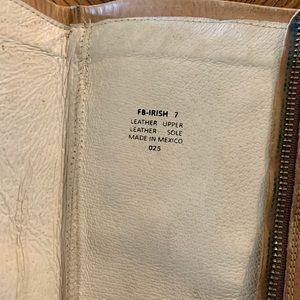 FB-IRISH 7
LEATHER UPPER
LEATHER SOLE
MADE IN MEXICO
025